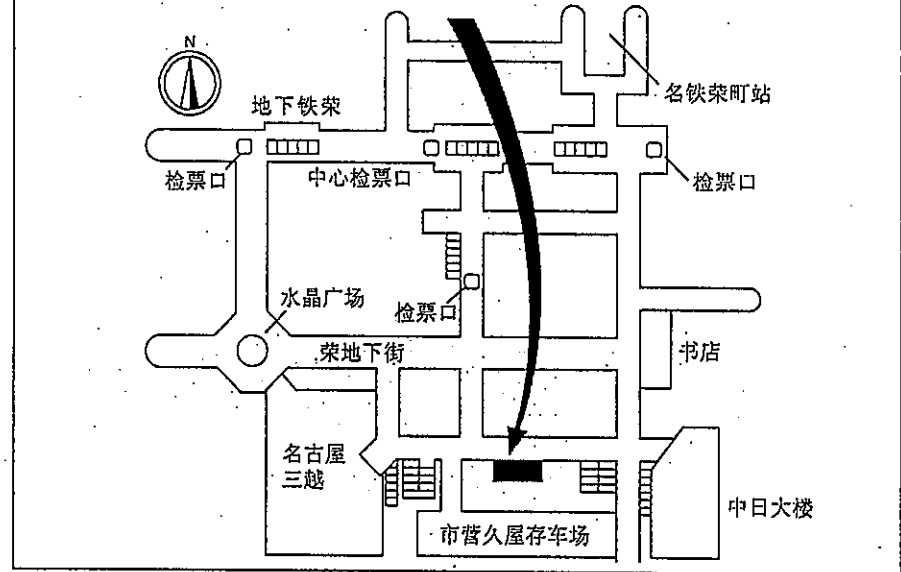 N
名铁荣町站
地下铁荣
检票口
中心检票口
检票口
水晶广场
检票口
荣地下街
书店
名古屋
三越
中日大楼
市营久屋存车场